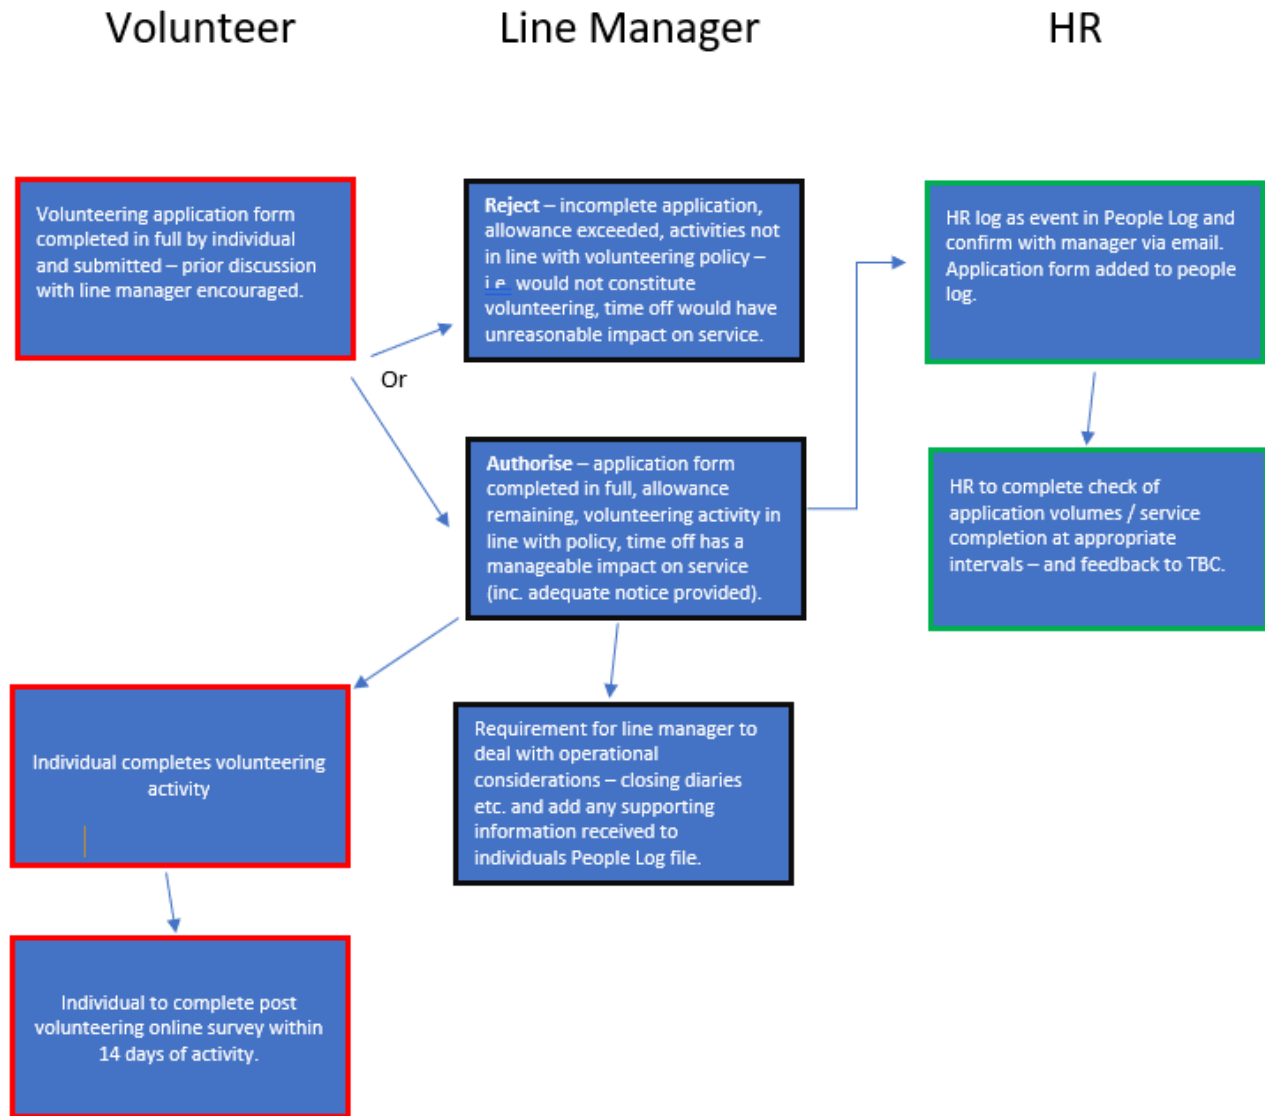 Volunteer
Line Manager
HR
Volunteering application form
completed in full by individual
and submitted – prior discussion
with line manager encouraged.
Reject – incomplete application,
allowance exceeded, activities not
in line with volunteering policy –
i.e. would not constitute
volunteering, time off would have
unreasonable impact on service.
HR log as event in People Log and
confirm with manager via email.
Application form added to people
log.
Or
Authorise – application form
completed in full, allowance
remaining, volunteering activity in
line with policy, time off has a
manageable impact on service
(inc. adequate notice provided).
HR to complete check of
application volumes / service
completion at appropriate
intervals – and feedback to TBC.
Individual completes volunteering
activity
Requirement for line manager to
deal with operational
considerations – closing diaries
etc. and add any supporting
information received to
individuals People Log file.
Individual to complete post
volunteering online survey within
14 days of activity.